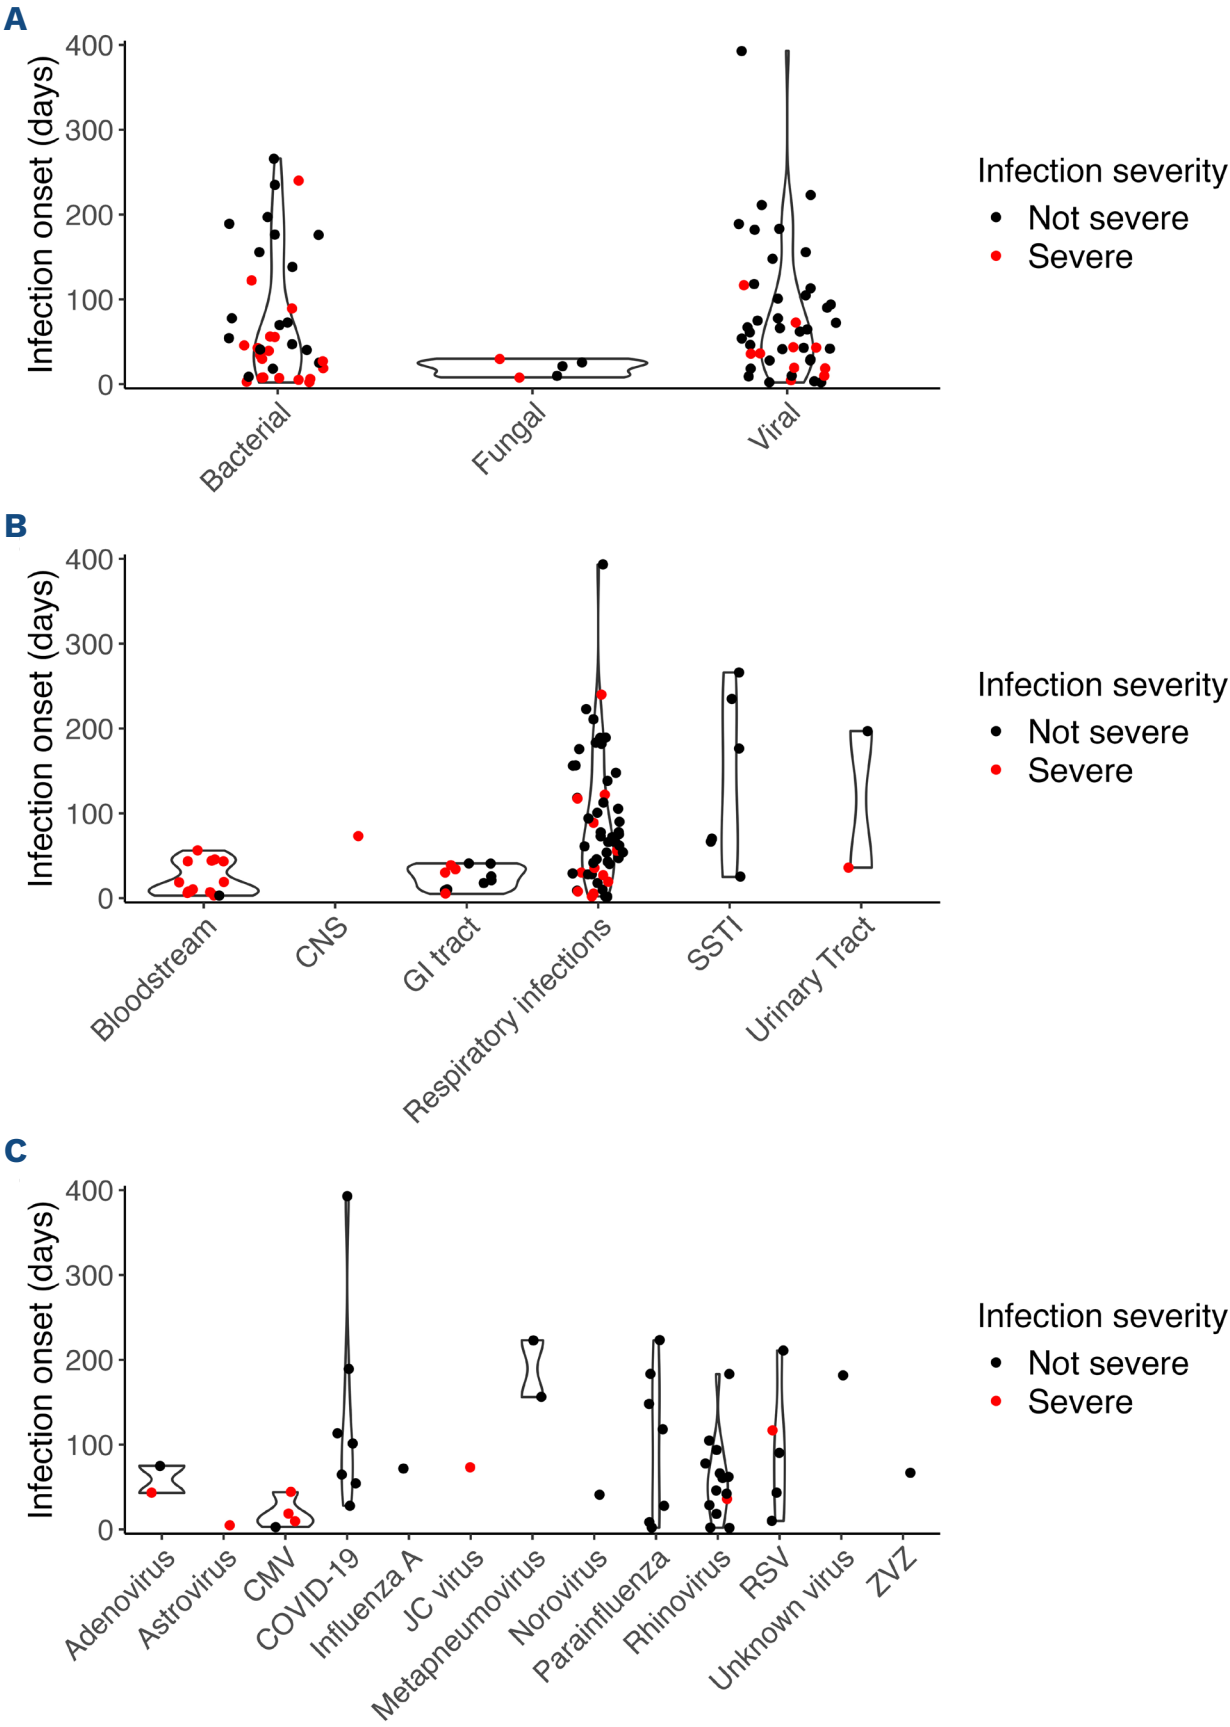 A
Infection onset (days)
400
300
200
100
0
Bacterial
Fungal
Viral
Infection severity
Not severe
Severe
B
Infection onset (days)
400
300
200
100
0
Bloodstream
CNS
GI tract
Respiratory infections
SSTI
Urinary Tract
Infection severity
Not severe
Severe
C
Infection onset (days)
400
300
200
100
0
Adenovirus
Astrovirus
CMV
COVID-19
Influenza A
JC virus
Metapneumovirus
Norovirus
Parainfluenza
Rhinovirus
RSV
Unknown virus
ZVZ
Infection severity
Not severe
Severe